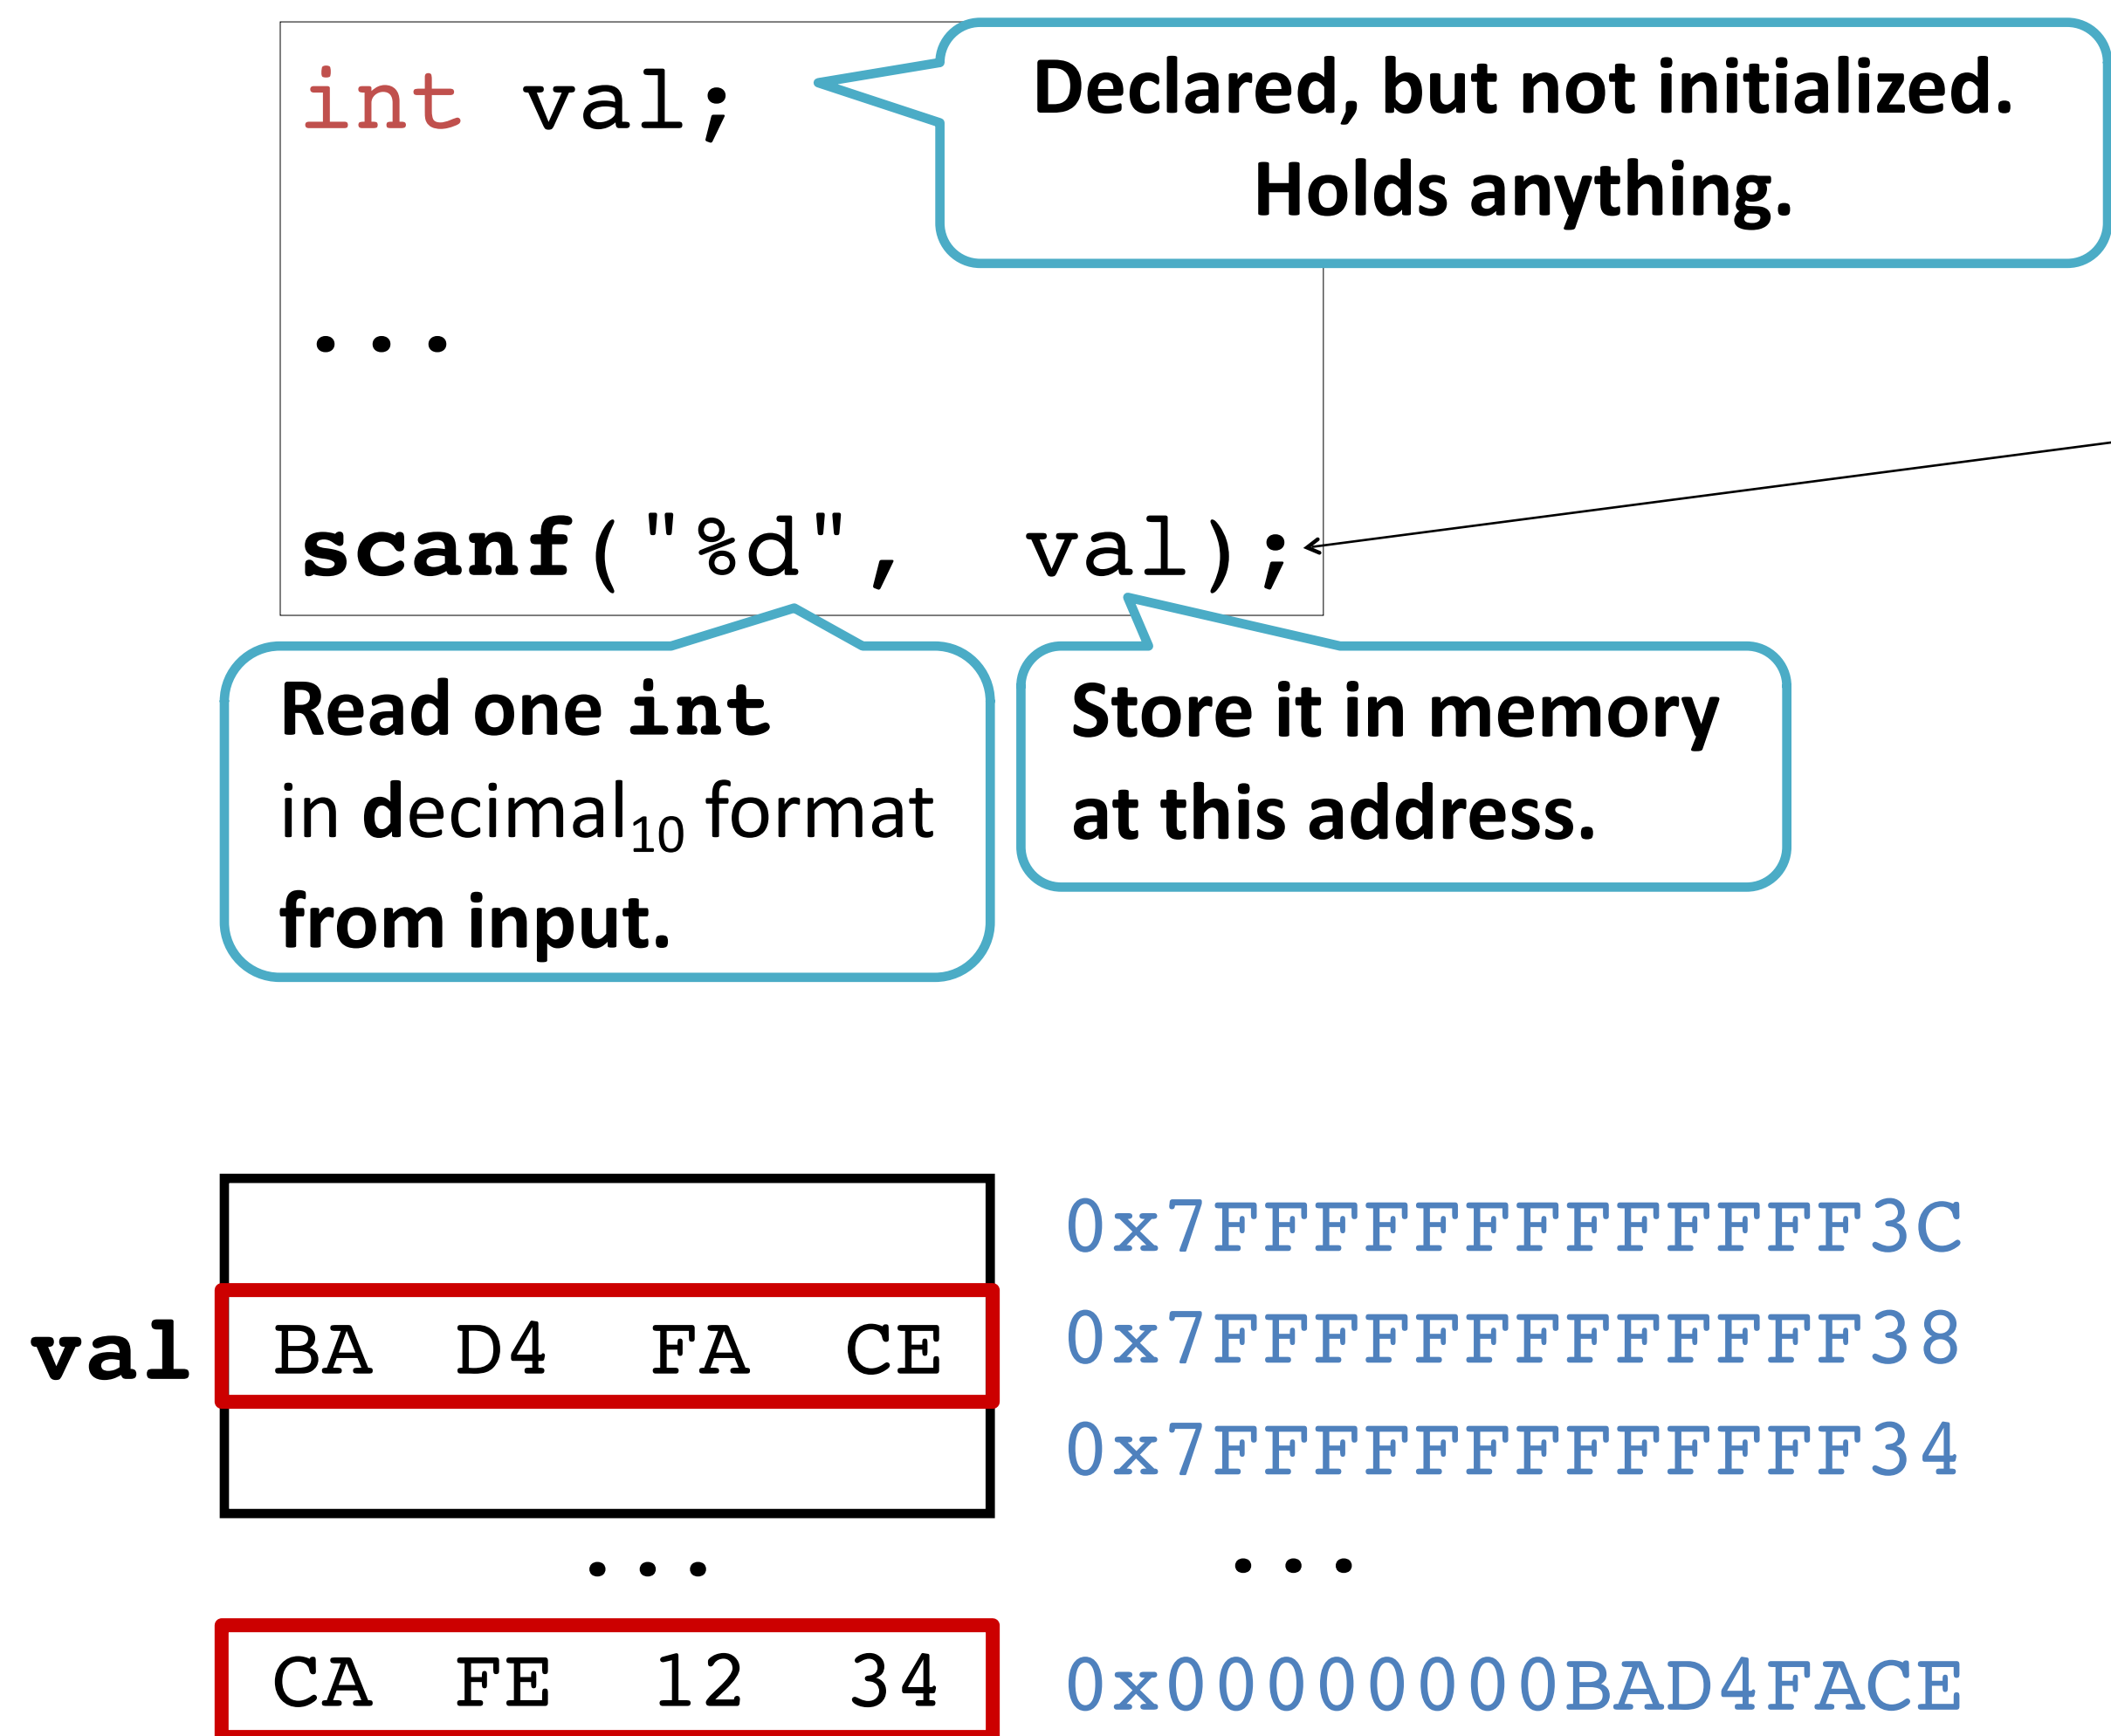 int val;
Declared, but not initialized.
Holds anything.
...
scanf("%d", val);
Read one int
in decimal10 format
from input.
Store it in memory
at this address.
0x7FFFFFFFFFFFFF3C
val BA D4 FA CE 0x7FFFFFFFFFFFFF38
0x7FFFFFFFFFFFFF34
... ...
CA FE 12 34 0x00000000BAD4FACE